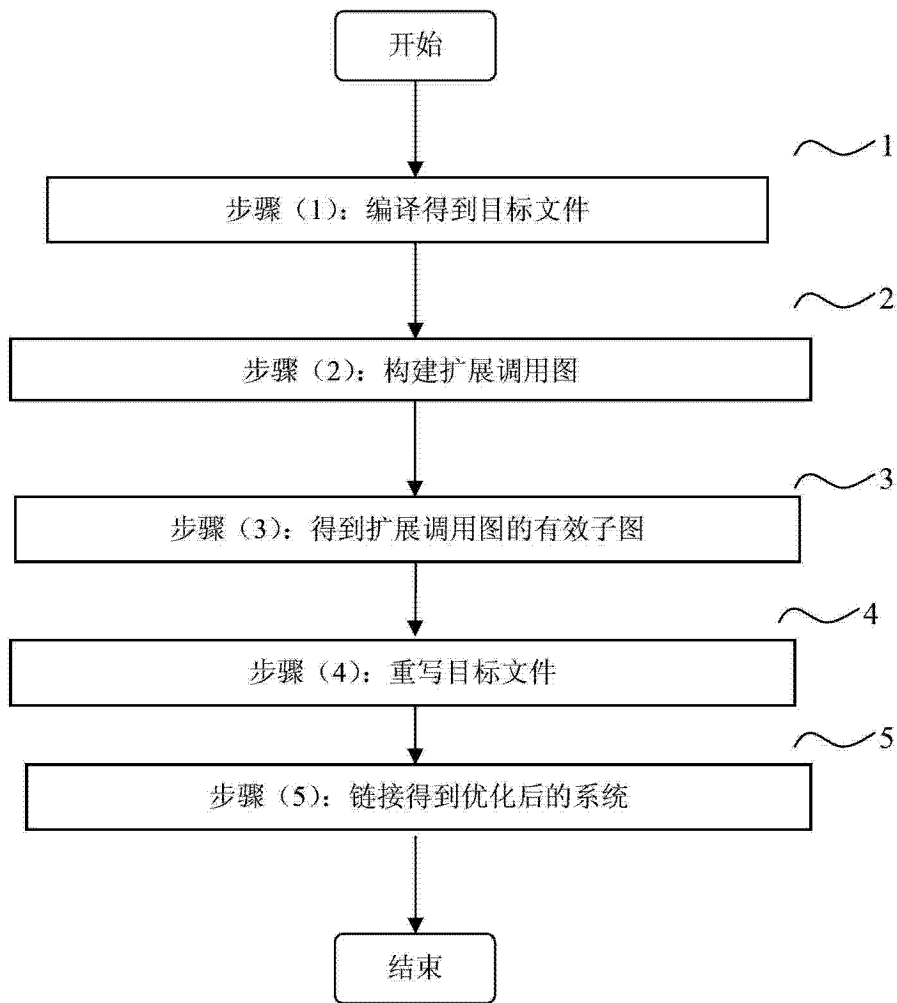 开始
1
步骤（1）：编译得到目标文件
2
步骤（2）：构建扩展调用图
3
步骤（3）：得到扩展调用图的有效子图
4
步骤（4）：重写目标文件
5
步骤（5）：链接得到优化后的系统
结束